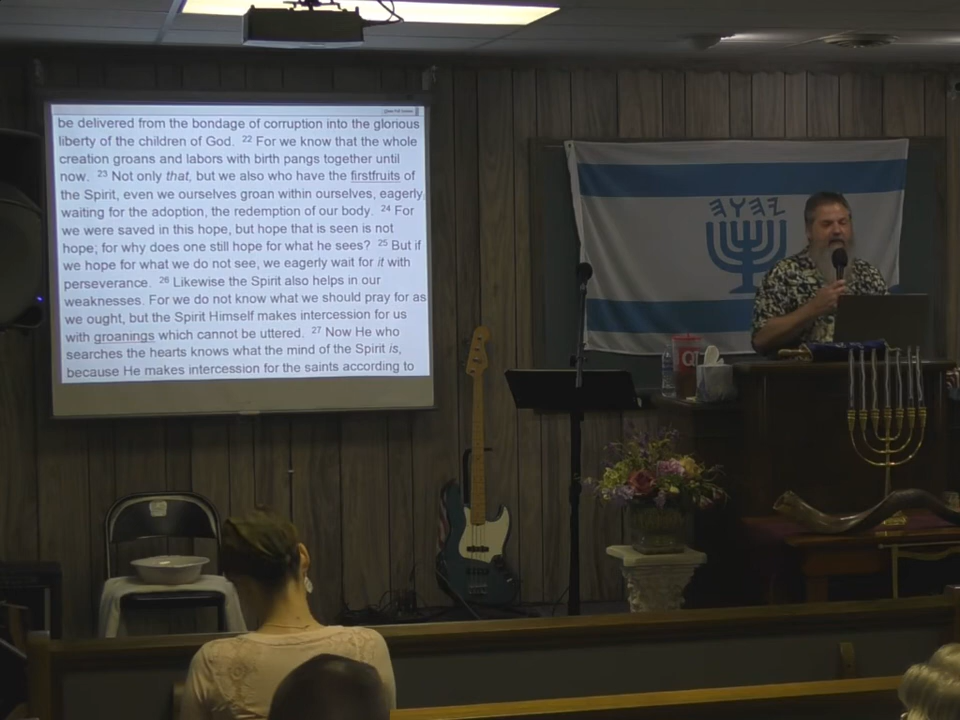 be delivered from the bondage of corruption into the glorious
liberty of the children of God. 22 For we know that the whole
creation groans and labors with birth pangs together until
now. 23 Not only that, but we also who have the firstfruits of
the Spirit, even we ourselves groan within ourselves, eagerly
waiting for the adoption, the redemption of our body. 24 For
we were saved in this hope, but hope that is seen is not
hope; for why does one still hope for what he sees? 25 But if
we hope for what we do not see, we eagerly wait for it with
perseverance. 26 Likewise the Spirit also helps in our
weaknesses. For we do not know what we should pray for as
we ought, but the Spirit Himself makes intercession for us
with groanings which cannot be uttered. 27 Now He who
searches the hearts knows what the mind of the Spirit is,
because He makes intercession for the saints according to
𐤉𐤄𐤅𐤄